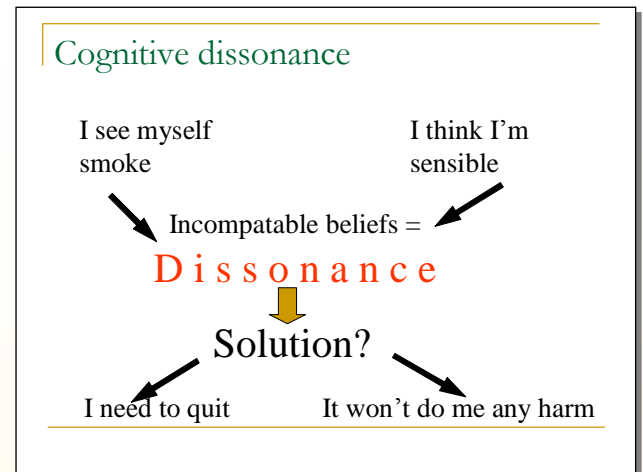 Cognitive dissonance
I see myself
smoke
I think I'm
sensible
Incompatable beliefs =
D i s s o n a n c e
Solution?
I need to quit
It won't do me any harm